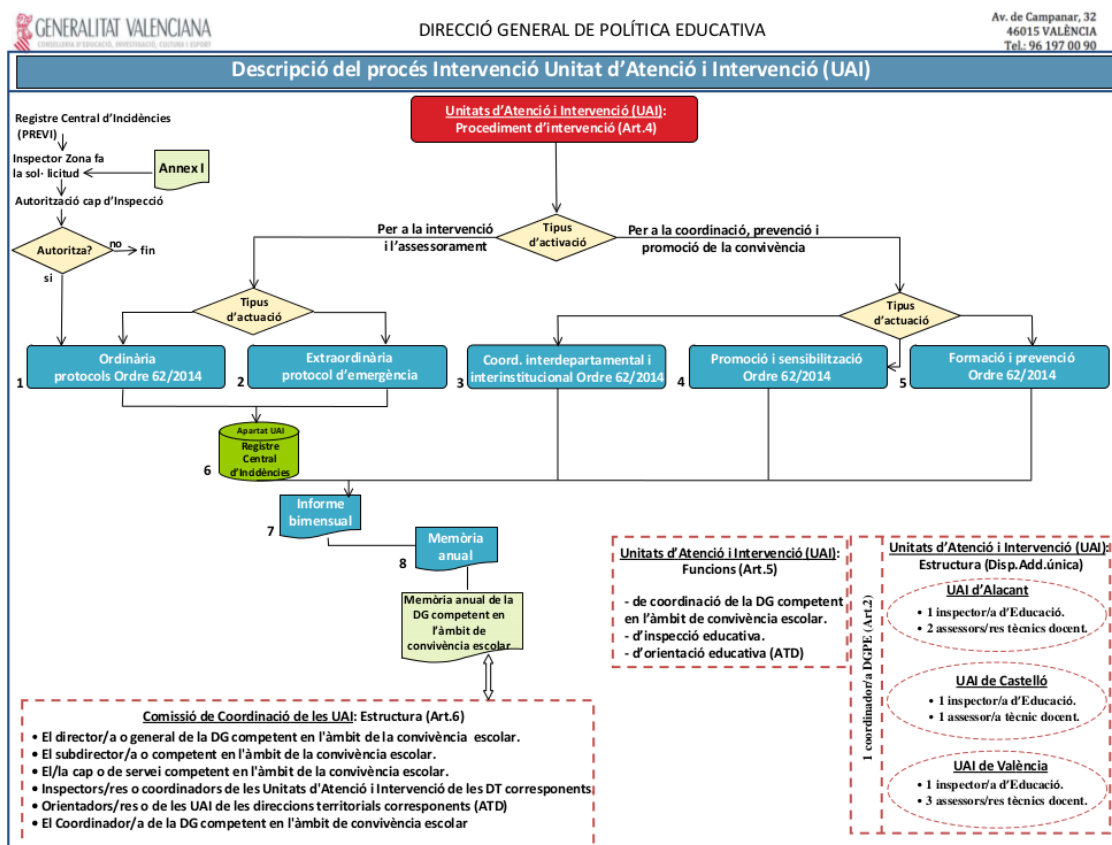 GENERALITAT VALENCIANA
CONSELLERIA D'EDUCACIÓ, INVESTIGACIÓ, CULTURA I ESPORT
DIRECCIÓ GENERAL DE POLÍTICA EDUCATIVA
Av. de Campanar, 32
46015 VALÈNCIA
Tel.: 96 197 00 90
Descripció del procés Intervenció Unitat d'Atenció i Intervenció (UAI)
Registre Central d'Incidències
(PREVI)
Inspector Zona fa
la sol· licitud
Annex I
Autorització cap d'Inspecció
Autoritza?
no
fin
si
Unitats d'Atenció i Intervenció (UAI):
Procediment d'intervenció (Art.4)
Tipus
d'activació
Per a la intervenció
i l'assessorament
Per a la coordinació, prevenció i
promoció de la convivència
Tipus
d'actuació
Tipus
d'actuació
1
Ordinària
protocols Ordre 62/2014
2
Extraordinària
protocol d'emergència
3
Coord. interdepartamental i
interinstitucional Ordre 62/2014
4
Promoció i sensibilització
Ordre 62/2014
5
Formació i prevenció
Ordre 62/2014
6
Apartat UAI
Registre
Central
d'Incidències
7
Informe
bimensual
8
Memòria
anual
Memòria anual de la
DG competent en
l'àmbit de
convivència escolar
Unitats d'Atenció i Intervenció (UAI):
Funcions (Art.5)
- de coordinació de la DG competent
en l'àmbit de convivència escolar.
- d'inspecció educativa.
- d'orientació educativa (ATD)
1 coordinador/a DGPE (Art.2)
Unitats d'Atenció i Intervenció (UAI):
Estructura (Disp.Add.única)
UAI d'Alacant
• 1 inspector/a d'Educació.
• 2 assessors/res tècnics docent.
UAI de Castelló
• 1 inspector/a d'Educació.
• 1 assessor/a tècnic docent.
UAI de València
• 1 inspector/a d'Educació.
• 3 assessors/res tècnics docent.
Comissió de Coordinació de les UAI: Estructura (Art.6)
• El director/a o general de la DG competent en l'àmbit de la convivència escolar.
• El subdirector/a o competent en l'àmbit de la convivència escolar.
• El/la cap o de servei competent en l'àmbit de la convivència escolar.
• Inspectors/res o coordinadors de les Unitats d'Atenció i Intervenció de les DT corresponents
• Orientadors/res o de les UAI de les direccions territorials corresponents (ATD)
• El Coordinador/a de la DG competent en l'àmbit de convivència escolar